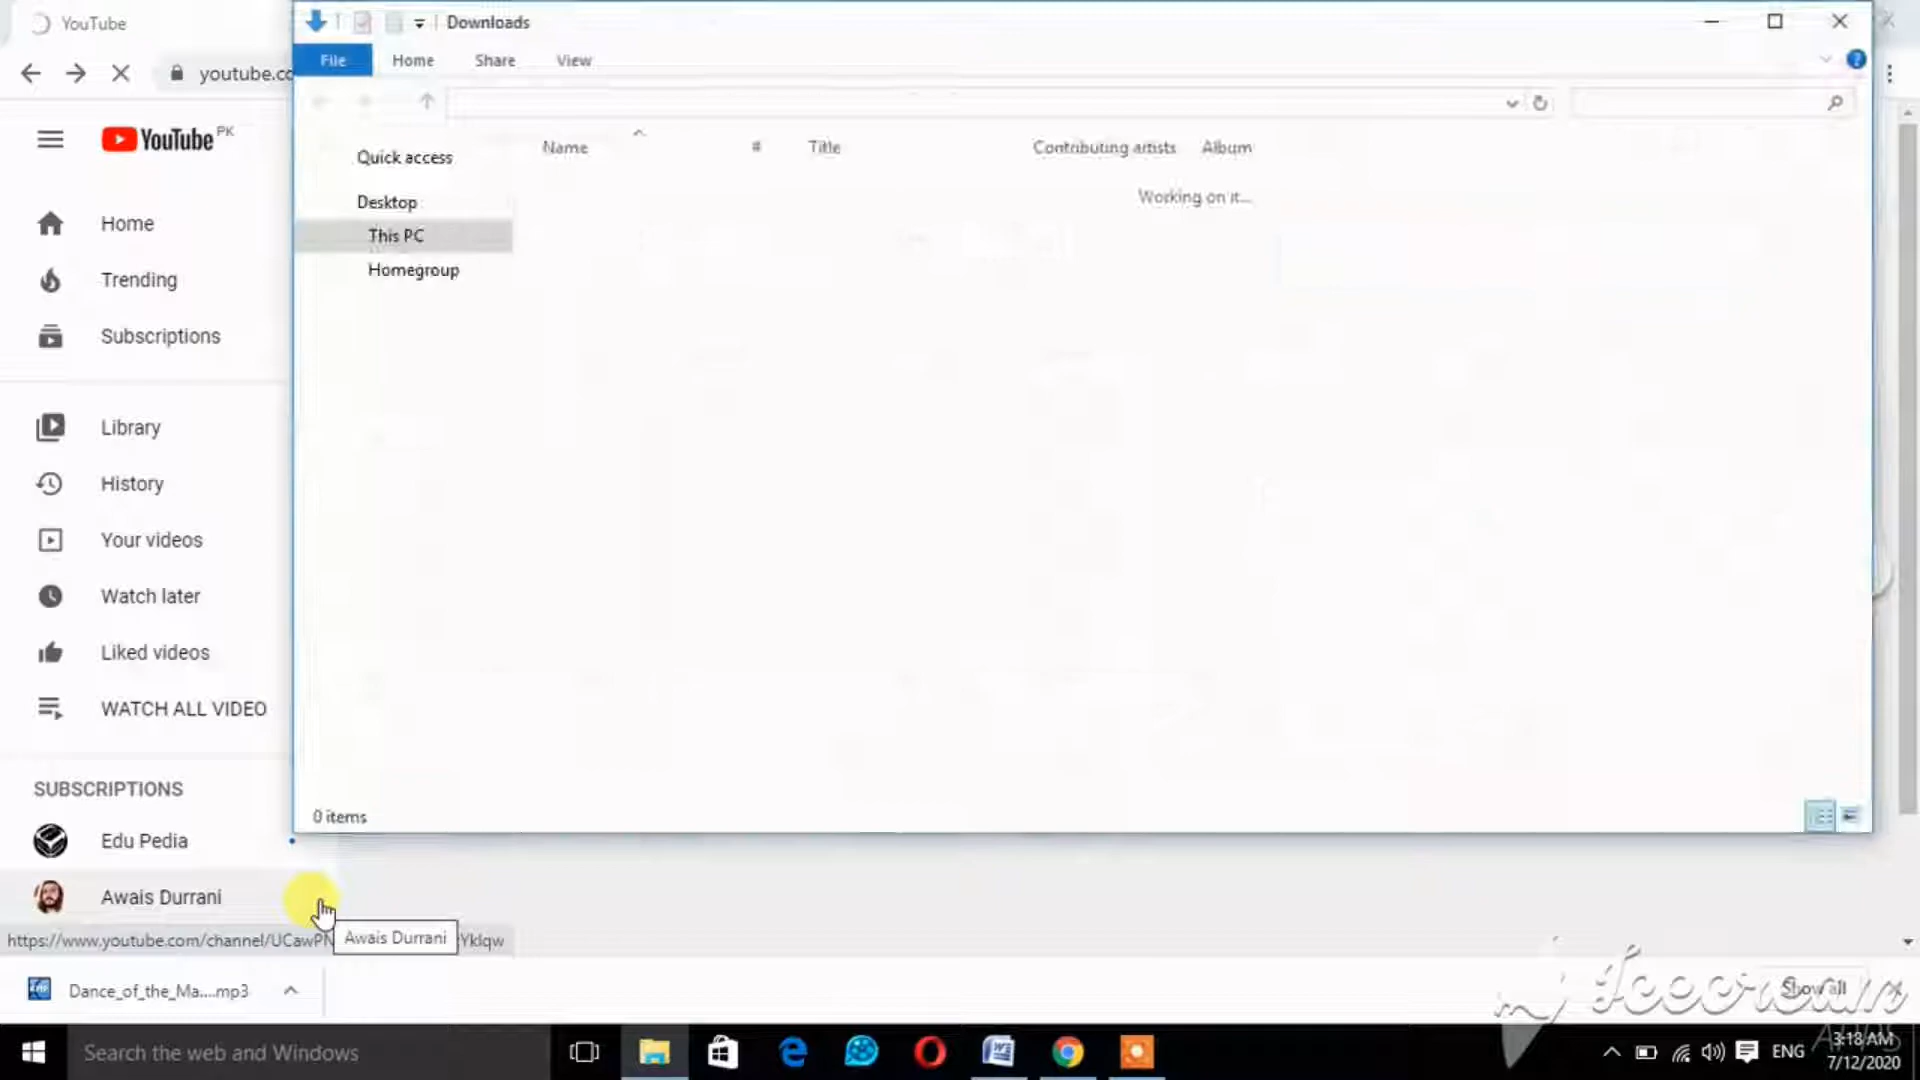 YouTube
Downloads
youtube.co
File Home Share View
YouTube PK
Quick access
Name # Title Contributing artists Album
Desktop
Working on it...
This PC
Homegroup
Home
Trending
Subscriptions
Library
History
Your videos
Watch later
Liked videos
WATCH ALL VIDEO
0 items
SUBSCRIPTIONS
Edu Pedia
Awais Durrani
https://www.youtube.com/channel/UCawPN
Awais Durrani
Yklqw
Dance_of_the_Ma....mp3
Show all
Icecream
APPS
Search the web and Windows
ENG
3:18 AM
7/12/2020